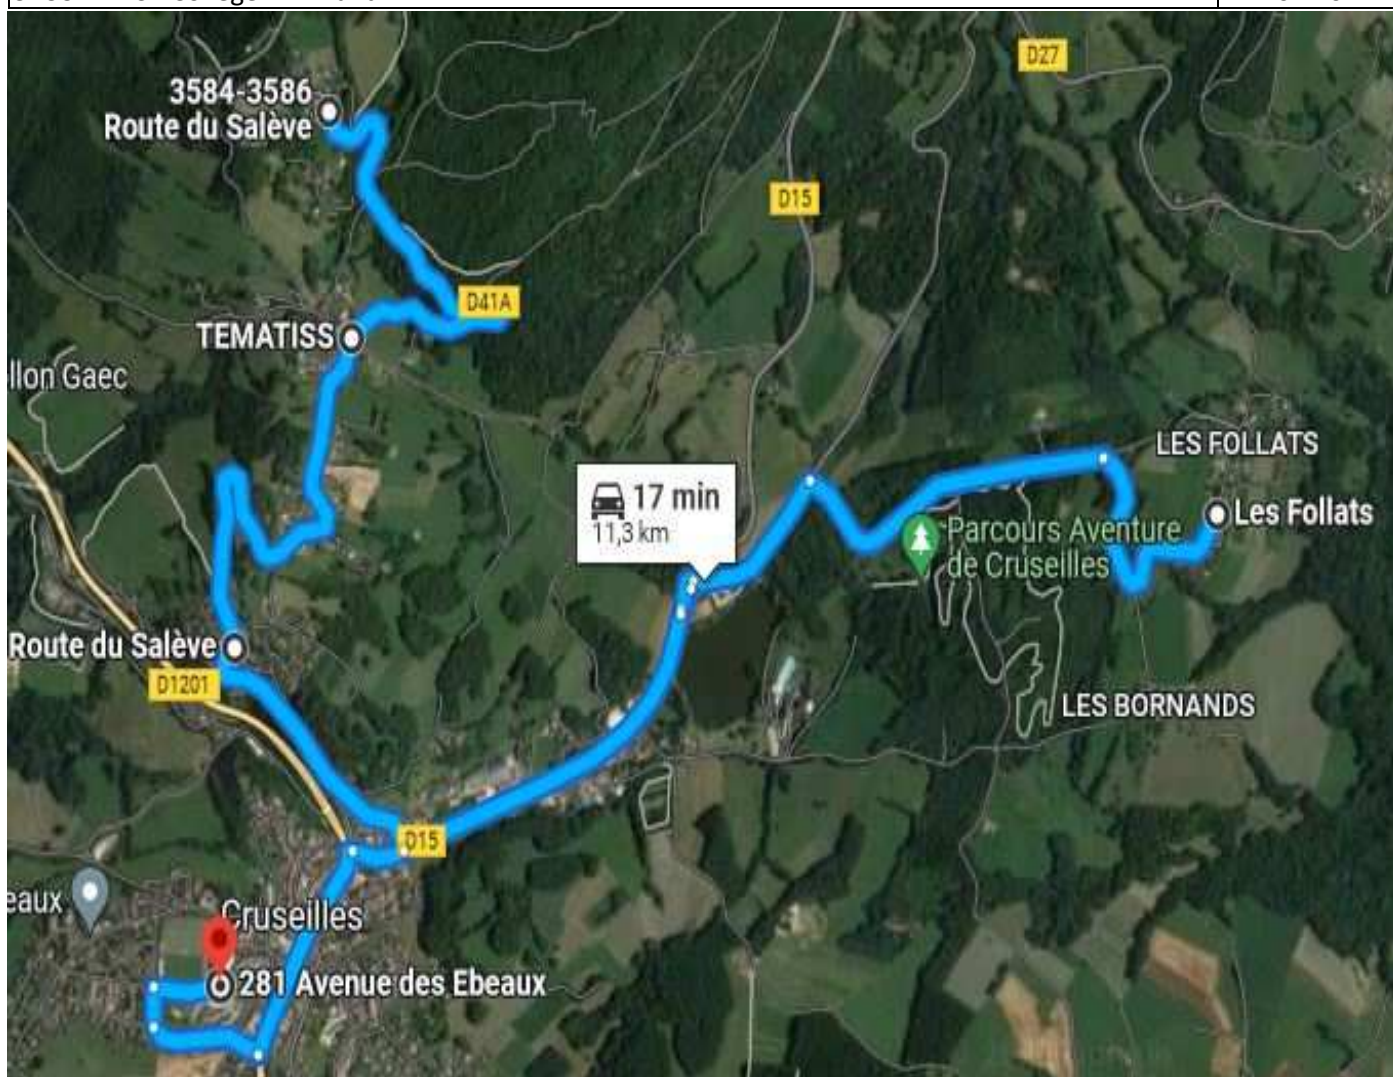 D27
3584-3586
Route du Salève
D15
D41A
TEMATISS
llon Gaec
LES FOLLATS
17 min
11,3 km
Les Follats
Parcours Aventure
de Cruseilles
Route du Salève
D1201
LES BORNANDS
D15
eaux
Cruseilles
281 Avenue des Ebeaux